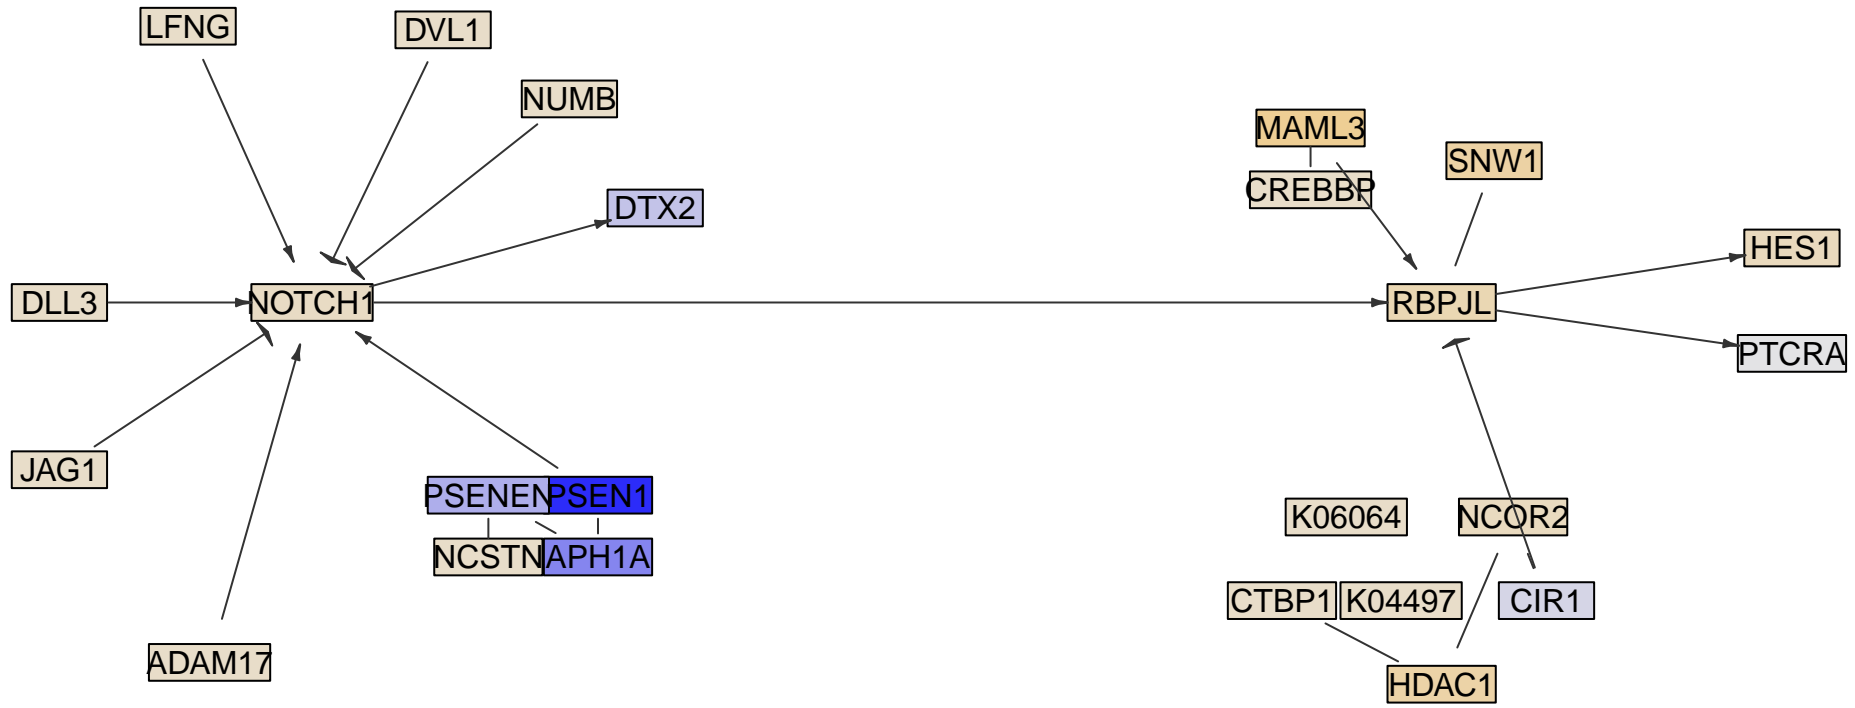 LFNG
DVL1
NUMB
MAML3
SNW1
CREBBP
DTX2
HES1
DLL3
NOTCH1
RBPJL
PTCRA
JAG1
PSENEN
PSEN1
K06064
NCOR2
NCSTN
APH1A
CTBP1
K04497
CIR1
ADAM17
HDAC1